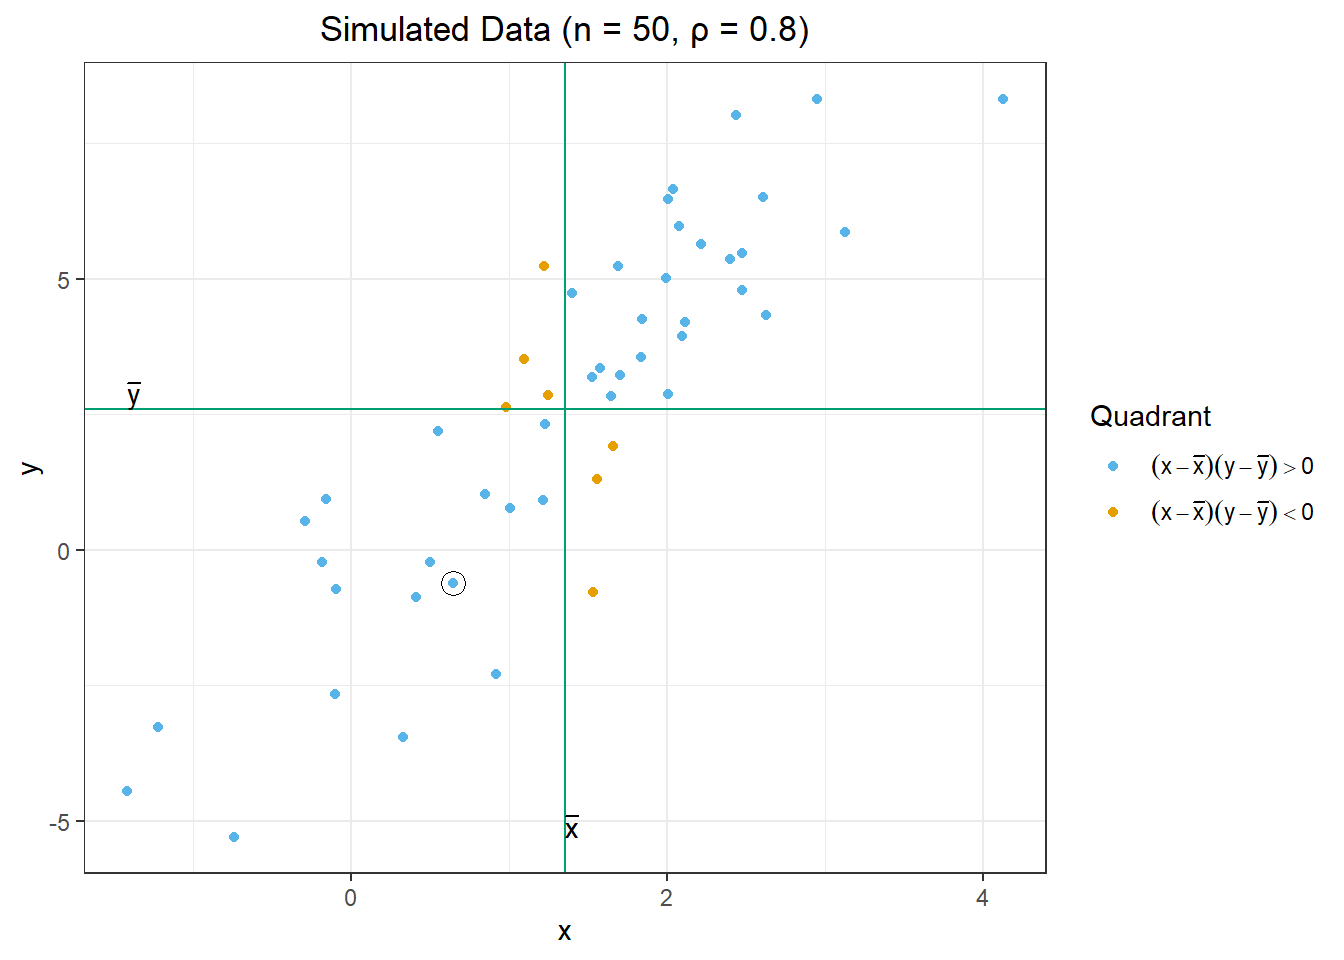 Simulated Data (n = 50, ρ = 0.8)
5
y̅
Quadrant
y
(x – x̅)(y – y̅) > 0
(x – x̅)(y – y̅) < 0
0
-5
x̅
0 2 4
x